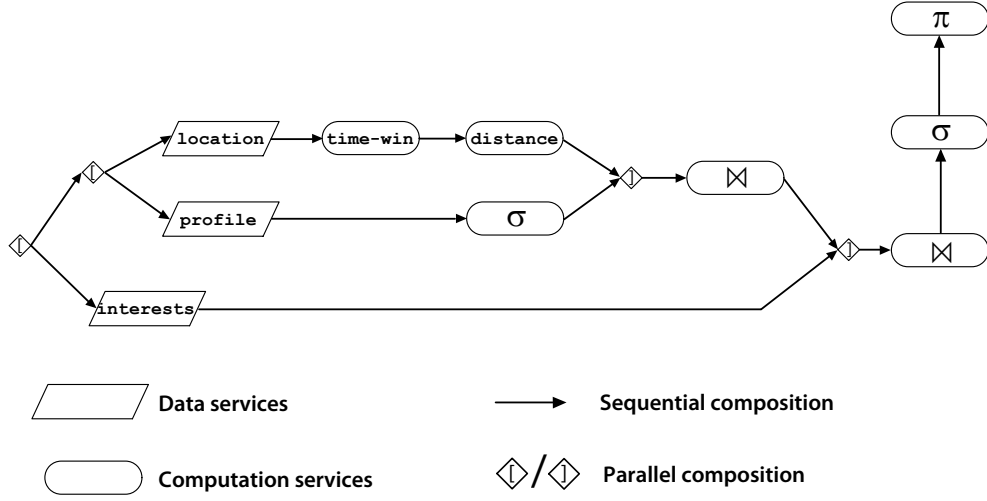 π
location time-win distance
σ
[ ] ⋈
profile σ
[ ] ⋈
interests
Data services
Sequential composition
Computation services
[ / ] Parallel composition